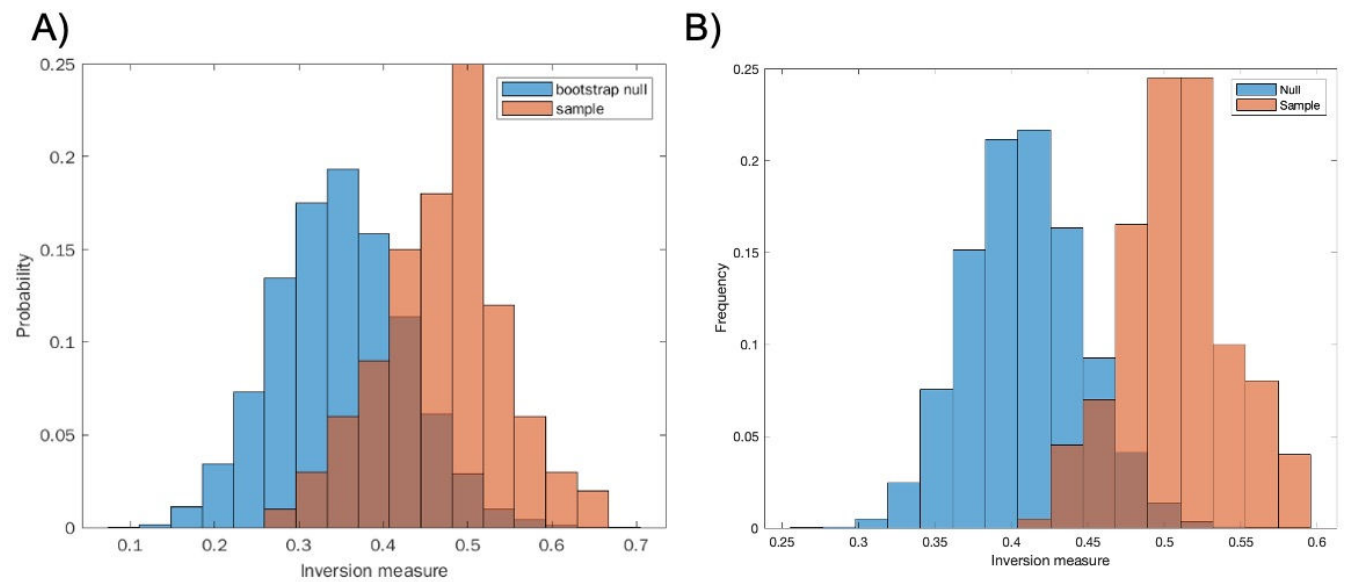 A)
0.25
0.2
0.15
0.1
0.05
0
Probability
0.1 0.2 0.3 0.4 0.5 0.6 0.7
Inversion measure
bootstrap null
sample
B)
0.25
0.2
0.15
0.1
0.05
0
Frequency
0.25 0.3 0.35 0.4 0.45 0.5 0.55 0.6
Inversion measure
Null
Sample